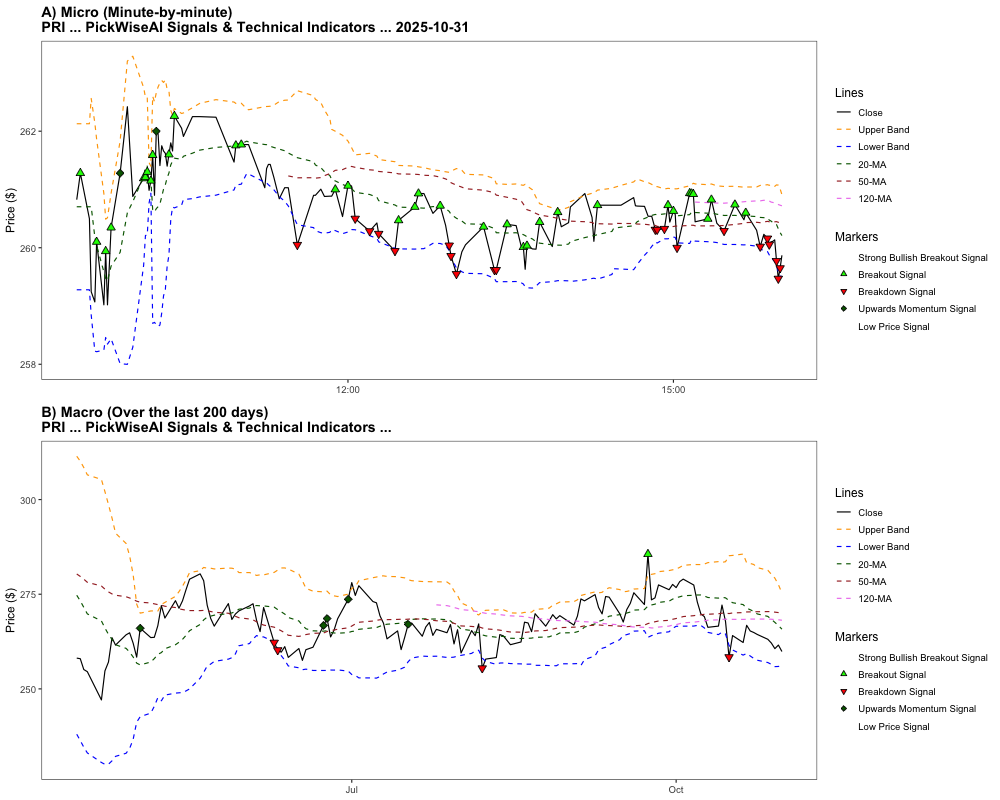 A) Micro (Minute-by-minute)
PRI ... PickWiseAI Signals & Technical Indicators ... 2025-10-31
Price ($)
262
260
258
12:00
15:00
Lines
Close
Upper Band
Lower Band
20-MA
50-MA
120-MA
Markers
Strong Bullish Breakout Signal
Breakout Signal
Breakdown Signal
Upwards Momentum Signal
Low Price Signal
B) Macro (Over the last 200 days)
PRI ... PickWiseAI Signals & Technical Indicators ...
Price ($)
300
275
250
Jul
Oct
Lines
Close
Upper Band
Lower Band
20-MA
50-MA
120-MA
Markers
Strong Bullish Breakout Signal
Breakout Signal
Breakdown Signal
Upwards Momentum Signal
Low Price Signal